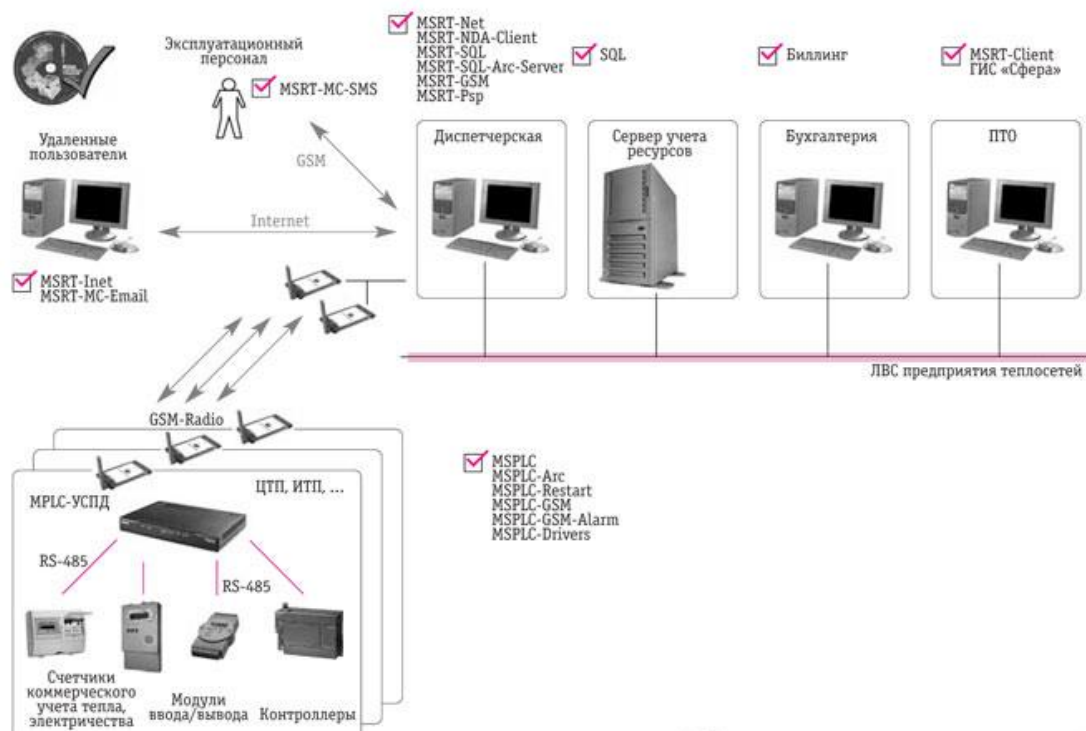 Эксплуатационный
персонал
MSRT-MC-SMS
MSRT-Net
MSRT-NDA-Client
MSRT-SQL
MSRT-SQL-Arc-Server
MSRT-GSM
MSRT-Psp
SQL
Биллинг
MSRT-Client
ГИС «Сфера»
Удаленные
пользователи
GSM
Internet
MSRT-Inet
MSRT-MC-Email
Диспетчерская
Сервер учета
ресурсов
Бухгалтерия
ПТО
ЛВС предприятия теплосетей
GSM-Radio
MPLC-УСПД
ЦТП, ИТП, ...
RS-485
RS-485
Счетчики
коммерческого
учета тепла,
электричества
Модули
ввода/вывода
Контроллеры
MSPLC
MSPLC-Arc
MSPLC-Restart
MSPLC-GSM
MSPLC-GSM-Alarm
MSPLC-Drivers